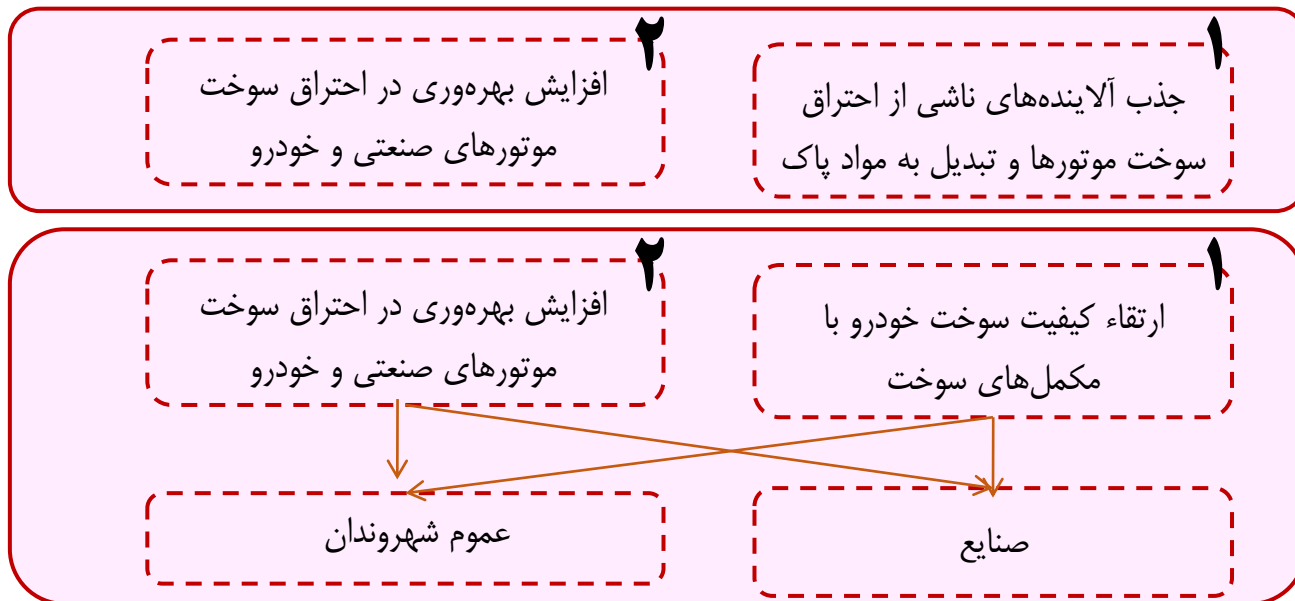 ۱
جذب آلاینده‌های ناشی از احتراق
سوخت موتورها و تبدیل به مواد پاک
۲
افزایش بهره‌وری در احتراق سوخت
موتورهای صنعتی و خودرو
۱
ارتقاء کیفیت سوخت خودرو با
مکمل‌های سوخت
۲
افزایش بهره‌وری در احتراق سوخت
موتورهای صنعتی و خودرو
صنایع
عموم شهروندان